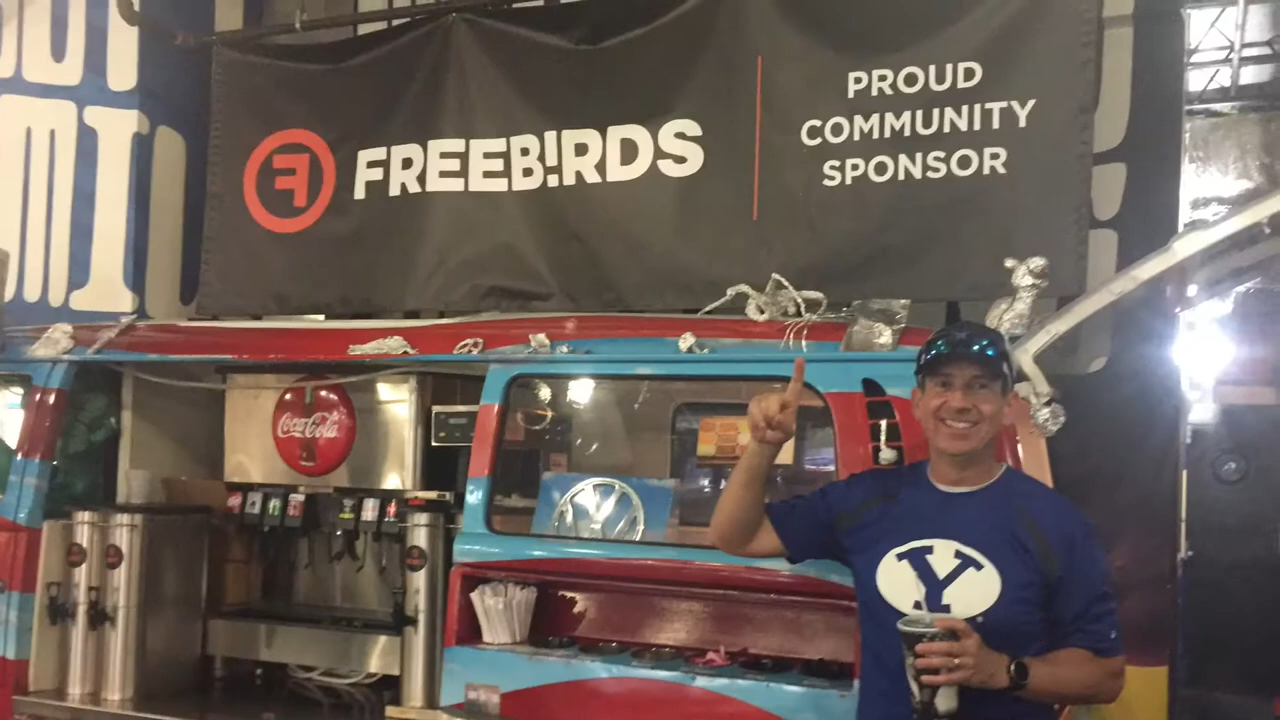 FREEB!RDS
PROUD
COMMUNITY
SPONSOR
Coca-Cola
Y